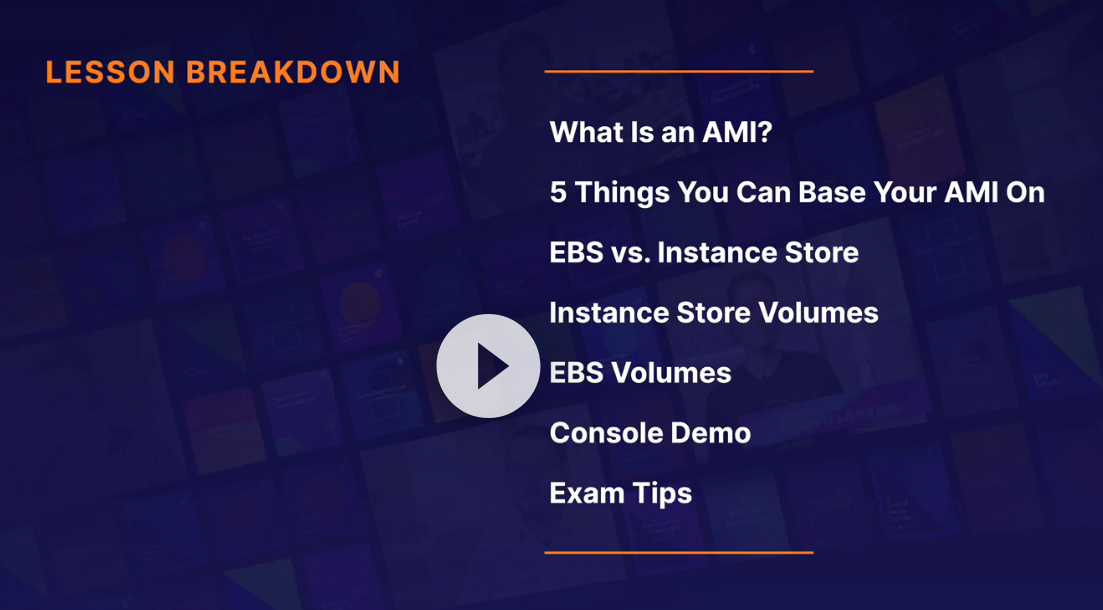 LESSON BREAKDOWN
What Is an AMI?
5 Things You Can Base Your AMI On
EBS vs. Instance Store
Instance Store Volumes
EBS Volumes
Console Demo
Exam Tips